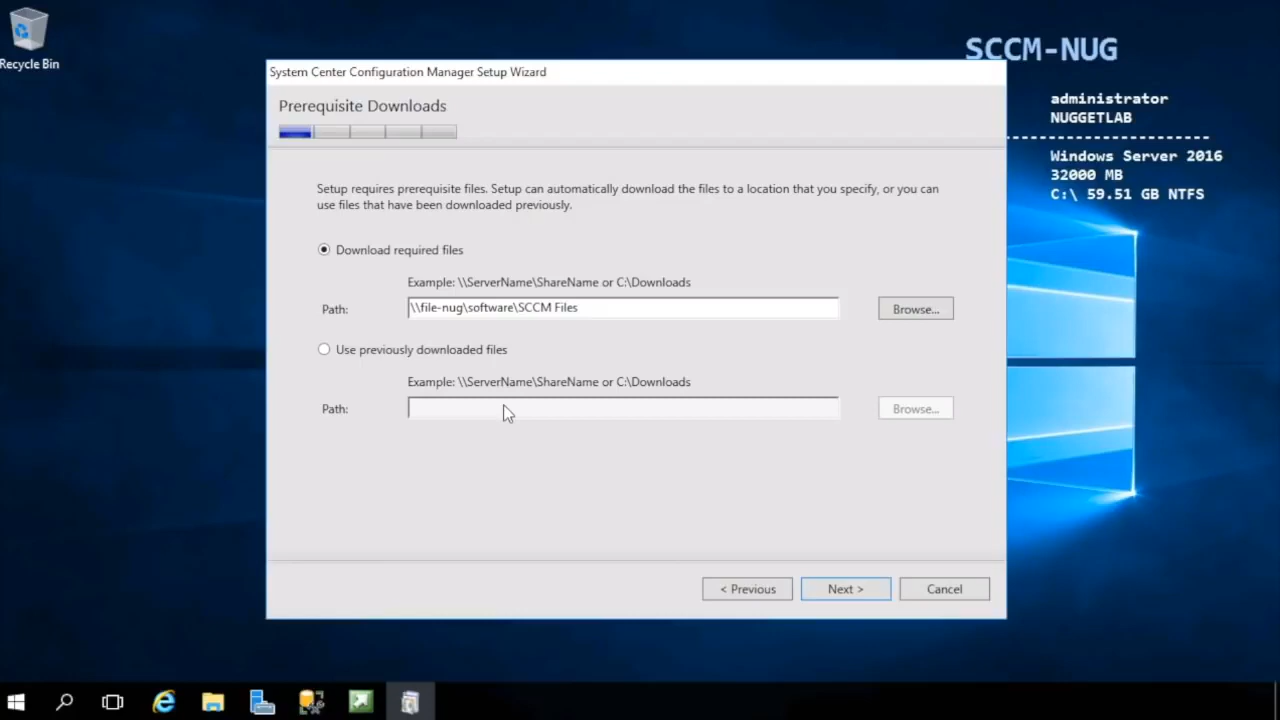 Recycle Bin
SCCM-NUG
administrator
NUGGETLAB
-----------------------
Windows Server 2016
32000 MB
C:\ 59.51 GB NTFS
System Center Configuration Manager Setup Wizard
Prerequisite Downloads
Setup requires prerequisite files. Setup can automatically download the files to a location that you specify, or you can
use files that have been downloaded previously.
Download required files
Example: \\ServerName\ShareName or C:\Downloads
Path: \\file-nug\software\SCCM Files Browse...
Use previously downloaded files
Example: \\ServerName\ShareName or C:\Downloads
Path: Browse...
< Previous Next > Cancel